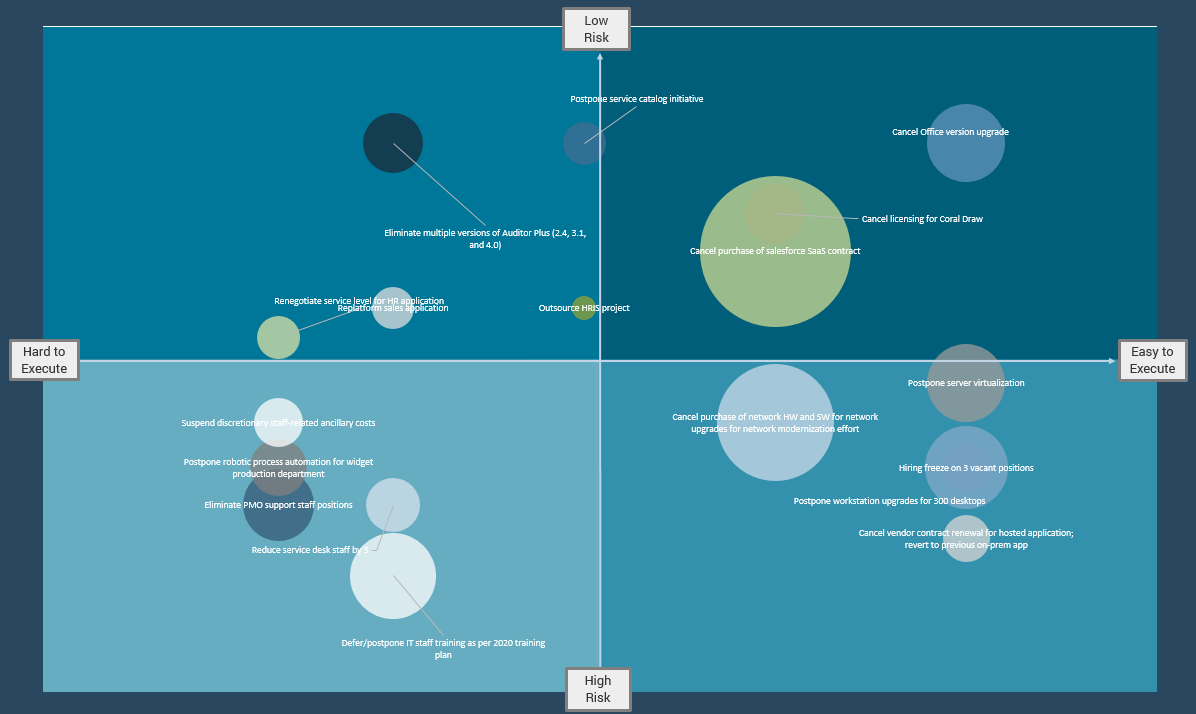 Low
Risk
Postpone service catalog initiative
Cancel Office version upgrade
Cancel licensing for Coral Draw
Eliminate multiple versions of Auditor Plus (2.4, 3.1,
and 4.0)
Cancel purchase of salesforce SaaS contract
Renegotiate service level for HR application
Replatform sales application
Outsource HRIS project
Hard to
Execute
Easy to
Execute
Postpone server virtualization
Suspend discretionary staff-related ancillary costs
Cancel purchase of network HW and SW for network
upgrades for network modernization effort
Postpone robotic process automation for widget
production department
Hiring freeze on 3 vacant positions
Eliminate PMO support staff positions
Postpone workstation upgrades for 300 desktops
Cancel vendor contract renewal for hosted application;
revert to previous on-prem app
Reduce service desk staff by 5
Defer/postpone IT staff training as per 2020 training
plan
High
Risk